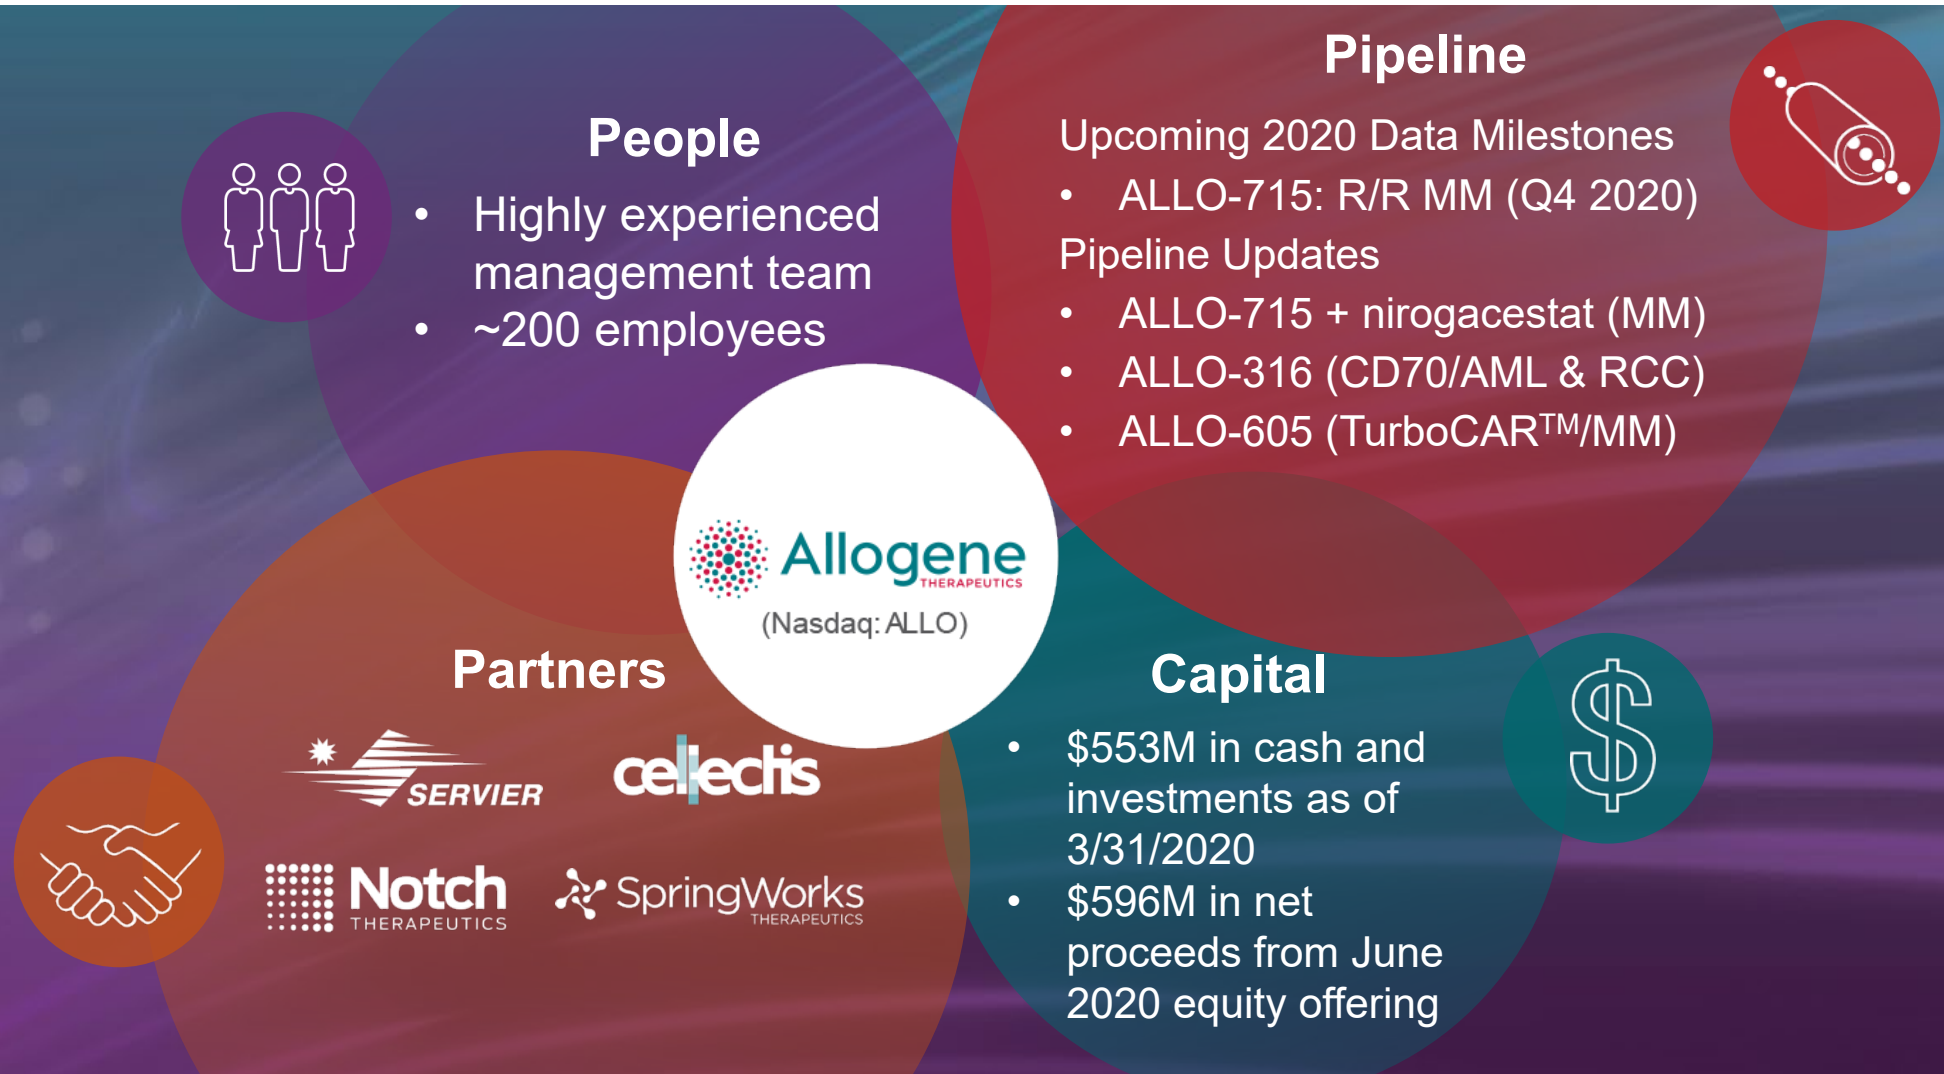 People
• Highly experienced
management team
• ~200 employees
Pipeline
Upcoming 2020 Data Milestones
• ALLO-715: R/R MM (Q4 2020)
Pipeline Updates
• ALLO-715 + nirogacestat (MM)
• ALLO-316 (CD70/AML & RCC)
• ALLO-605 (TurboCAR™/MM)
Allogene
THERAPEUTICS
(Nasdaq: ALLO)
Partners
SERVIER
cellectis
Notch
THERAPEUTICS
SpringWorks
THERAPEUTICS
Capital
• $553M in cash and
investments as of
3/31/2020
• $596M in net
proceeds from June
2020 equity offering
$